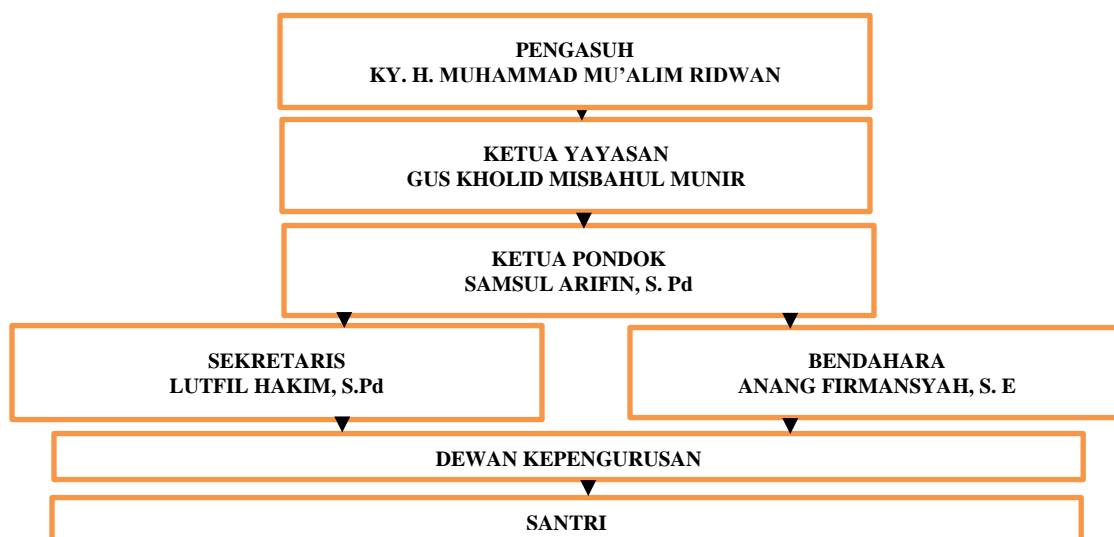 PENGASUH
KY. H. MUHAMMAD MU’ALIM RIDWAN
KETUA YAYASAN
GUS KHOLID MISBAHUL MUNIR
KETUA PONDOK
SAMSUL ARIFIN, S. Pd
SEKRETARIS
LUTFIL HAKIM, S.Pd
BENDAHARA
ANANG FIRMANSYAH, S. E
DEWAN KEPENGURUSAN
SANTRI